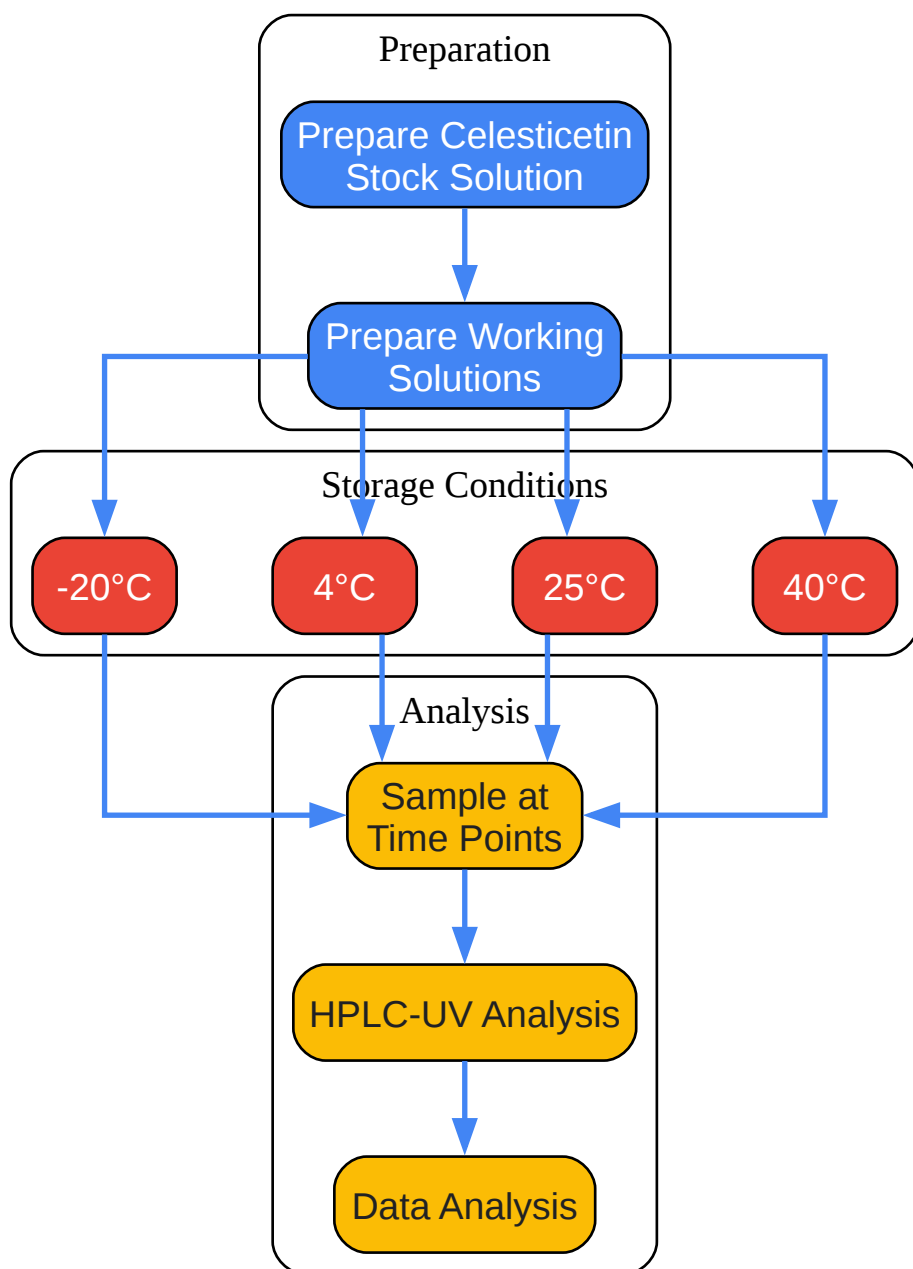 Preparation
Prepare Celesticetin
Stock Solution
Prepare Working
Solutions
Storage Conditions
-20°C
4°C
25°C
40°C
Analysis
Sample at
Time Points
HPLC-UV Analysis
Data Analysis